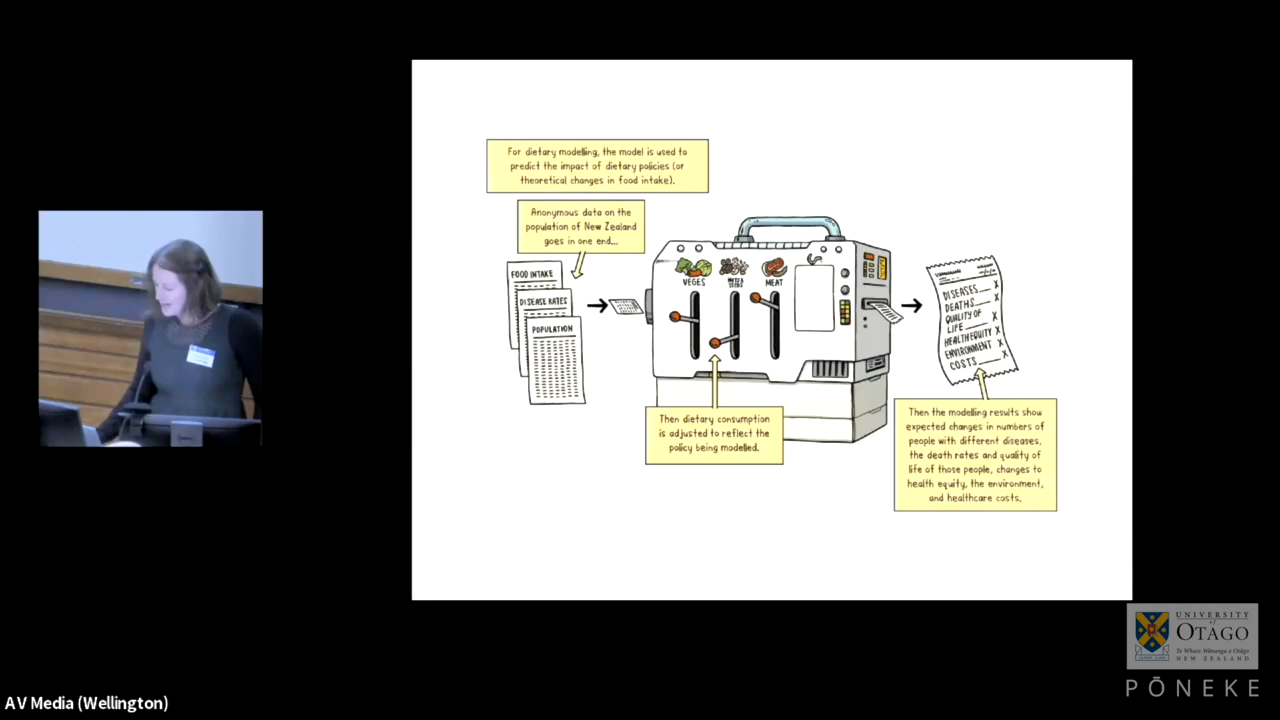 For dietary modelling, the model is used to
predict the impact of dietary policies (or
theoretical changes in food intake).
Anonymous data on the
population of New Zealand
goes in one end...
FOOD INTAKE
DISEASE RATES
POPULATION
VEGES
NUTS &
SEEDS
MEAT
DISEASES X
DEATHS X
QUALITY OF
LIFE X
HEALTH EQUITY X
ENVIRONMENT X
COSTS X
Then dietary consumption
is adjusted to reflect the
policy being modelled.
Then the modelling results show
expected changes in numbers of
people with different diseases,
the death rates and quality of
life of those people, changes to
health equity, the environment,
and healthcare costs.
UNIVERSITY
of
OTAGO
Te Whare Wānanga o Otāgo
NEW ZEALAND
PŌNEKE
AV Media (Wellington)